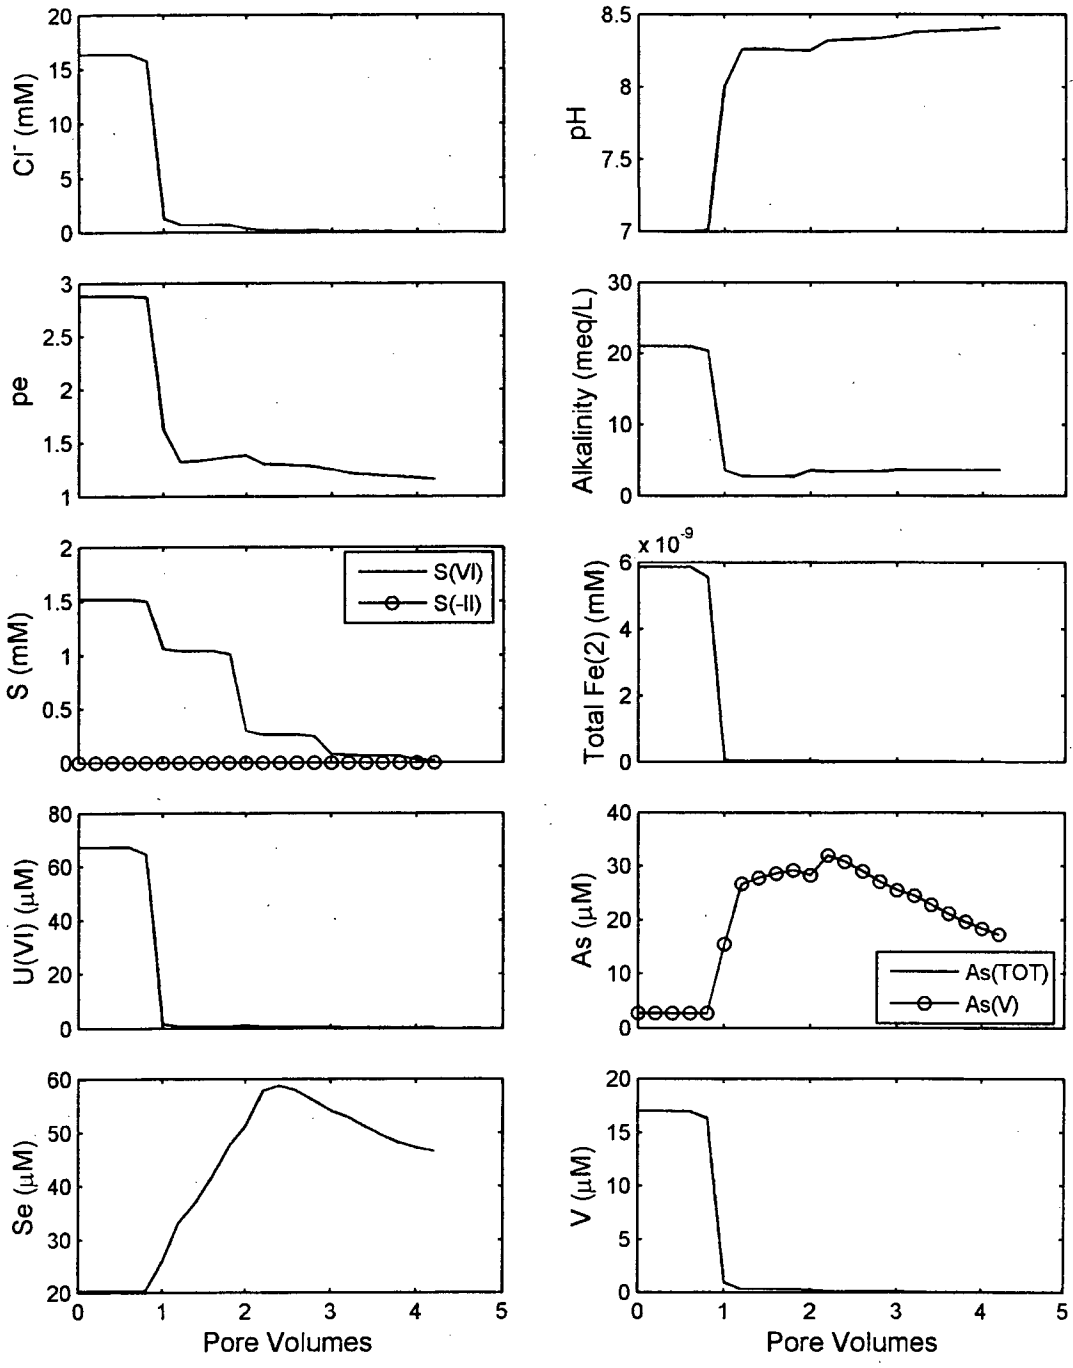 20
15
10
5
0
Cl⁻ (mM)
8.5
8
7.5
7
pH
3
2.5
2
1.5
1
pe
30
20
10
0
Alkalinity (meq/L)
2
1.5
1
0.5
0
S (mM)
S(VI)
S(-II)
x 10⁻⁹
6
4
2
0
Total Fe(2) (mM)
80
60
40
20
0
U(VI) (μM)
40
30
20
10
0
As (μM)
As(TOT)
As(V)
60
50
40
30
20
Se (μM)
0 1 2 3 4 5
Pore Volumes
20
15
10
5
0
V (μM)
0 1 2 3 4 5
Pore Volumes